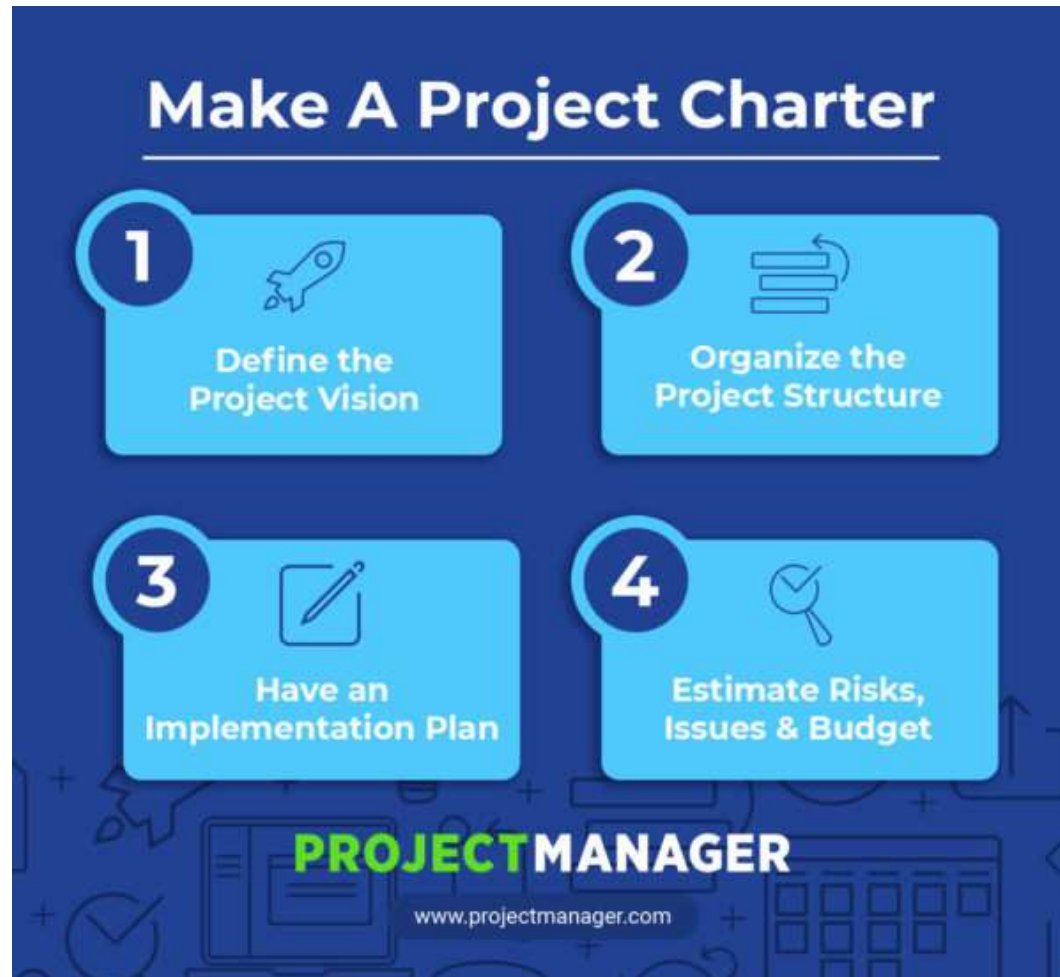 Make A Project Charter
1
Define the
Project Vision
2
Organize the
Project Structure
3
Have an
Implementation Plan
4
Estimate Risks,
Issues & Budget
PROJECTMANAGER
www.projectmanager.com